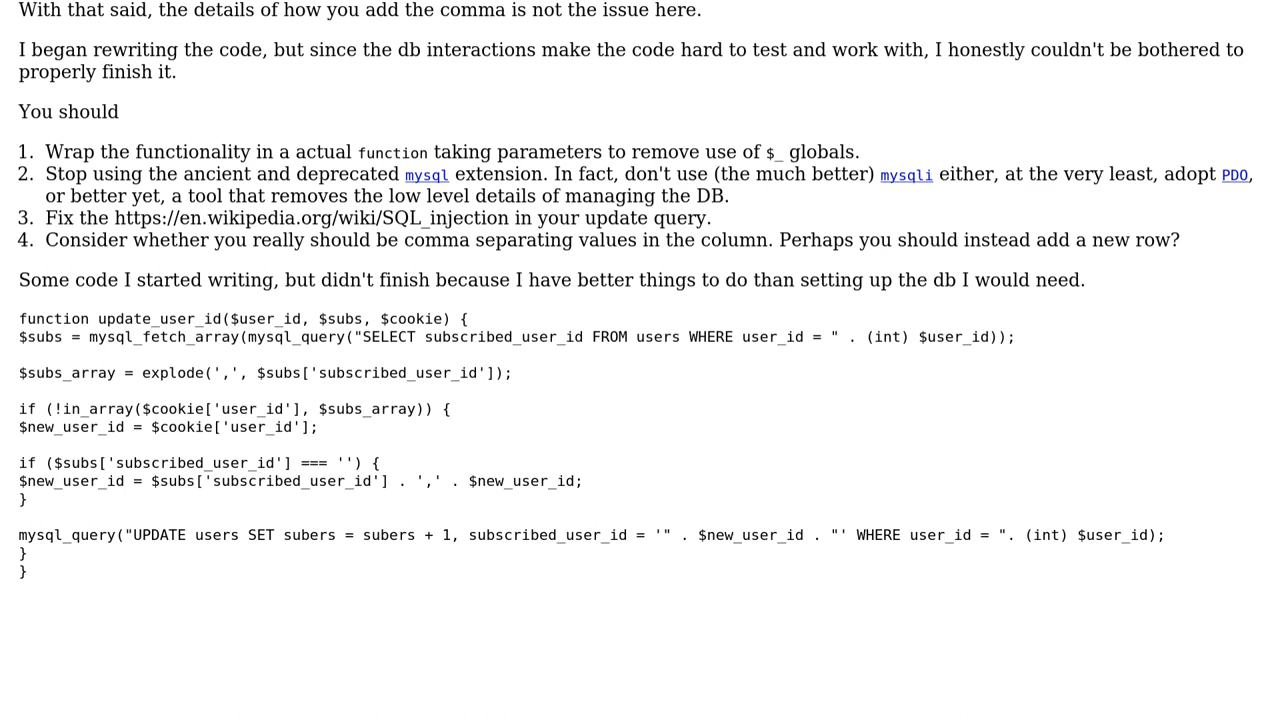 With that said, the details of how you add the comma is not the issue here.
I began rewriting the code, but since the db interactions make the code hard to test and work with, I honestly couldn't be bothered to
properly finish it.
You should
1. Wrap the functionality in a actual function taking parameters to remove use of $_ globals.
2. Stop using the ancient and deprecated mysql extension. In fact, don't use (the much better) mysqli either, at the very least, adopt PDO,
or better yet, a tool that removes the low level details of managing the DB.
3. Fix the https://en.wikipedia.org/wiki/SQL_injection in your update query.
4. Consider whether you really should be comma separating values in the column. Perhaps you should instead add a new row?
Some code I started writing, but didn't finish because I have better things to do than setting up the db I would need.
function update_user_id($user_id, $subs, $cookie) {
$subs = mysql_fetch_array(mysql_query("SELECT subscribed_user_id FROM users WHERE user_id = " . (int) $user_id));
$subs_array = explode(',', $subs['subscribed_user_id']);
if (!in_array($cookie['user_id'], $subs_array)) {
$new_user_id = $cookie['user_id'];
if ($subs['subscribed_user_id'] === '') {
$new_user_id = $subs['subscribed_user_id'] . ',' . $new_user_id;
}
mysql_query("UPDATE users SET subers = subers + 1, subscribed_user_id = '" . $new_user_id . "' WHERE user_id = ". (int) $user_id);
}
}